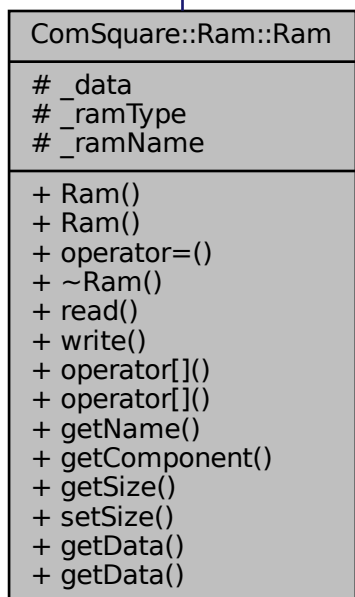 ComSquare::Ram::Ram
# _data
# _ramType
# _ramName
+ Ram()
+ Ram()
+ operator=()
+ ~Ram()
+ read()
+ write()
+ operator[]()
+ operator[]()
+ getName()
+ getComponent()
+ getSize()
+ setSize()
+ getData()
+ getData()